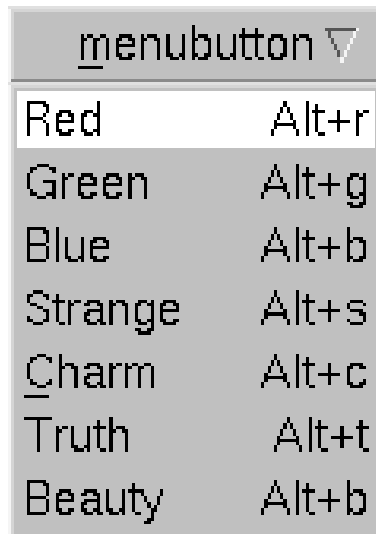 menubutton
Red Alt+r
Green Alt+g
Blue Alt+b
Strange Alt+s
Charm Alt+c
Truth Alt+t
Beauty Alt+b